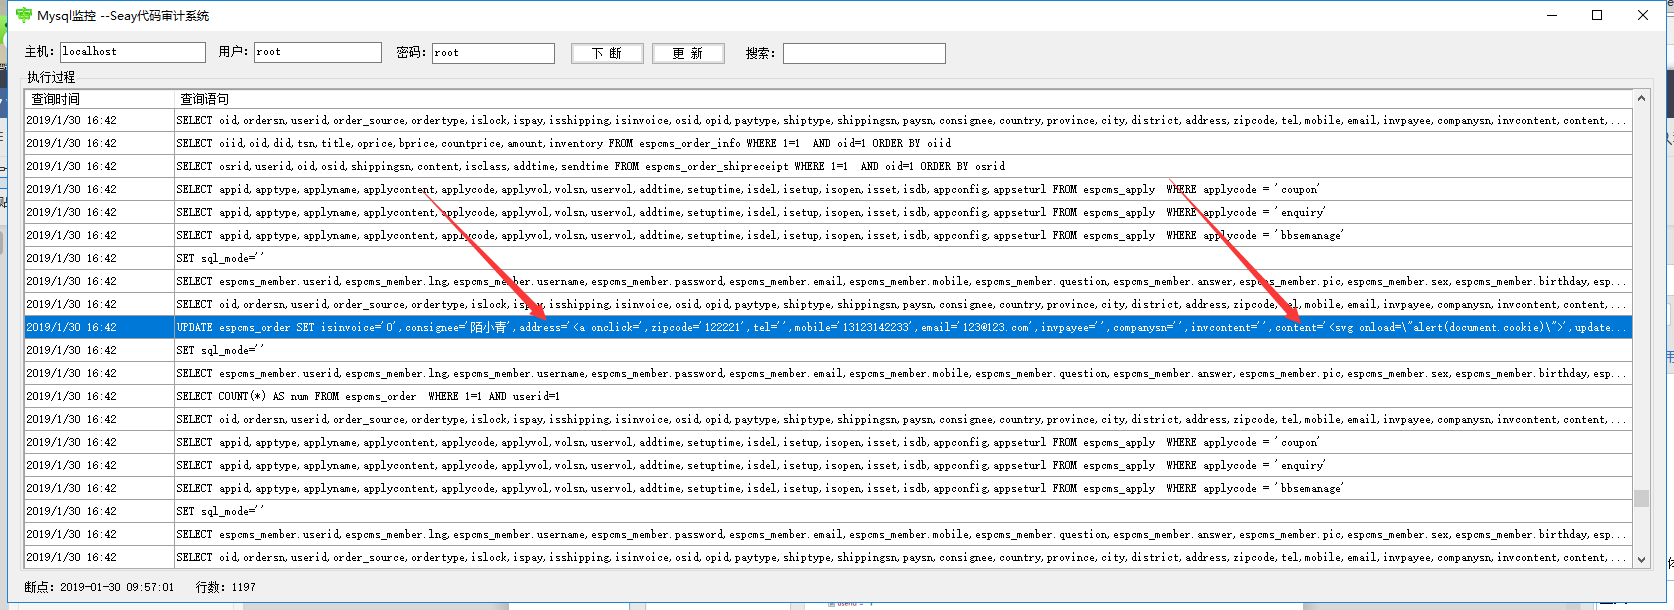 Mysql监控 --Seay代码审计系统
主机: localhost 用户: root 密码: root 下 断 更 新 搜索:
执行过程
查询时间 查询语句
2019/1/30 16:42 SELECT oid,ordersn,userid,order_source,ordertype,islock,ispay,isshipping,isinvoice,osid,opid,paytype,shiptype,shippingsn,paysn,consignee,country,province,city,district,address,zipcode,tel,mobile,email,invpayee,companysn,invcontent,content,...
2019/1/30 16:42 SELECT oiid,oid,did,tsn,title,oprice,bprice,countprice,amount,inventory FROM espcms_order_info WHERE 1=1  AND oid=1 ORDER BY oiid
2019/1/30 16:42 SELECT osrid,userid,oid,osid,shippingsn,content,isclass,addtime,sendtime FROM espcms_order_shipreceipt WHERE 1=1  AND oid=1 ORDER BY osrid
2019/1/30 16:42 SELECT appid,apptype,applyname,applycontent,applycode,applyvol,volsn,uservol,addtime,setuptime,isdel,isetup,isopen,isset,isdb,appconfig,appseturl FROM espcms_apply  WHERE applycode = 'coupon'
2019/1/30 16:42 SELECT appid,apptype,applyname,applycontent,applycode,applyvol,volsn,uservol,addtime,setuptime,isdel,isetup,isopen,isset,isdb,appconfig,appseturl FROM espcms_apply  WHERE applycode = 'enquiry'
2019/1/30 16:42 SELECT appid,apptype,applyname,applycontent,applycode,applyvol,volsn,uservol,addtime,setuptime,isdel,isetup,isopen,isset,isdb,appconfig,appseturl FROM espcms_apply  WHERE applycode = 'bbsemanage'
2019/1/30 16:42 SET sql_mode=''
2019/1/30 16:42 SELECT espcms_member.userid,espcms_member.lng,espcms_member.username,espcms_member.password,espcms_member.email,espcms_member.mobile,espcms_member.question,espcms_member.answer,espcms_member.pic,espcms_member.sex,espcms_member.birthday,esp...
2019/1/30 16:42 SELECT oid,ordersn,userid,order_source,ordertype,islock,ispay,isshipping,isinvoice,osid,opid,paytype,shiptype,shippingsn,paysn,consignee,country,province,city,district,address,zipcode,tel,mobile,email,invpayee,companysn,invcontent,content,...
2019/1/30 16:42 UPDATE espcms_order SET isinvoice='0',consignee='陌小青',address='<a onclick=',zipcode='122221',tel='',mobile='13123142233',email='123@123.com',invpayee='',companysn='',invcontent='',content='<svg onload=\"alert(document.cookie)\">',update...
2019/1/30 16:42 SET sql_mode=''
2019/1/30 16:42 SELECT espcms_member.userid,espcms_member.lng,espcms_member.username,espcms_member.password,espcms_member.email,espcms_member.mobile,espcms_member.question,espcms_member.answer,espcms_member.pic,espcms_member.sex,espcms_member.birthday,esp...
2019/1/30 16:42 SELECT COUNT(*) AS num FROM espcms_order  WHERE 1=1 AND userid=1
2019/1/30 16:42 SELECT oid,ordersn,userid,order_source,ordertype,islock,ispay,isshipping,isinvoice,osid,opid,paytype,shiptype,shippingsn,paysn,consignee,country,province,city,district,address,zipcode,tel,mobile,email,invpayee,companysn,invcontent,content,...
2019/1/30 16:42 SELECT appid,apptype,applyname,applycontent,applycode,applyvol,volsn,uservol,addtime,setuptime,isdel,isetup,isopen,isset,isdb,appconfig,appseturl FROM espcms_apply  WHERE applycode = 'coupon'
2019/1/30 16:42 SELECT appid,apptype,applyname,applycontent,applycode,applyvol,volsn,uservol,addtime,setuptime,isdel,isetup,isopen,isset,isdb,appconfig,appseturl FROM espcms_apply  WHERE applycode = 'enquiry'
2019/1/30 16:42 SELECT appid,apptype,applyname,applycontent,applycode,applyvol,volsn,uservol,addtime,setuptime,isdel,isetup,isopen,isset,isdb,appconfig,appseturl FROM espcms_apply  WHERE applycode = 'bbsemanage'
2019/1/30 16:42 SET sql_mode=''
2019/1/30 16:42 SELECT espcms_member.userid,espcms_member.lng,espcms_member.username,espcms_member.password,espcms_member.email,espcms_member.mobile,espcms_member.question,espcms_member.answer,espcms_member.pic,espcms_member.sex,espcms_member.birthday,esp...
2019/1/30 16:42 SELECT oid,ordersn,userid,order_source,ordertype,islock,ispay,isshipping,isinvoice,osid,opid,paytype,shiptype,shippingsn,paysn,consignee,country,province,city,district,address,zipcode,tel,mobile,email,invpayee,companysn,invcontent,content,...
断点: 2019-01-30 09:57:01 行数: 1197